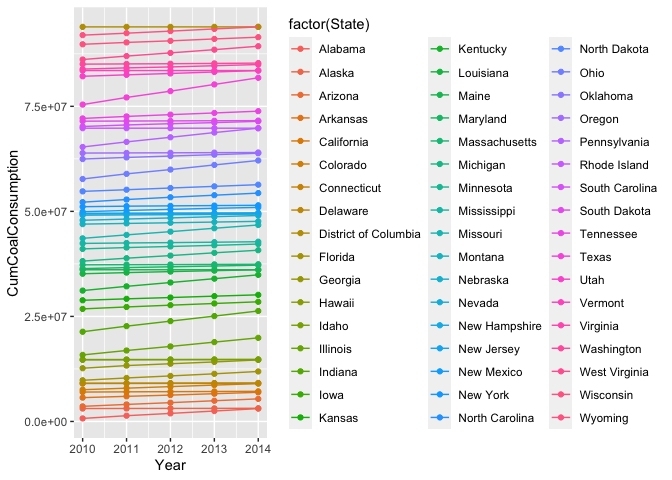 CumCoalConsumption
7.5e+07
5.0e+07
2.5e+07
0.0e+00
2010 2011 2012 2013 2014
Year
factor(State)
Alabama
Alaska
Arizona
Arkansas
California
Colorado
Connecticut
Delaware
District of Columbia
Florida
Georgia
Hawaii
Idaho
Illinois
Indiana
Iowa
Kansas
Kentucky
Louisiana
Maine
Maryland
Massachusetts
Michigan
Minnesota
Mississippi
Missouri
Montana
Nebraska
Nevada
New Hampshire
New Jersey
New Mexico
New York
North Carolina
North Dakota
Ohio
Oklahoma
Oregon
Pennsylvania
Rhode Island
South Carolina
South Dakota
Tennessee
Texas
Utah
Vermont
Virginia
Washington
West Virginia
Wisconsin
Wyoming